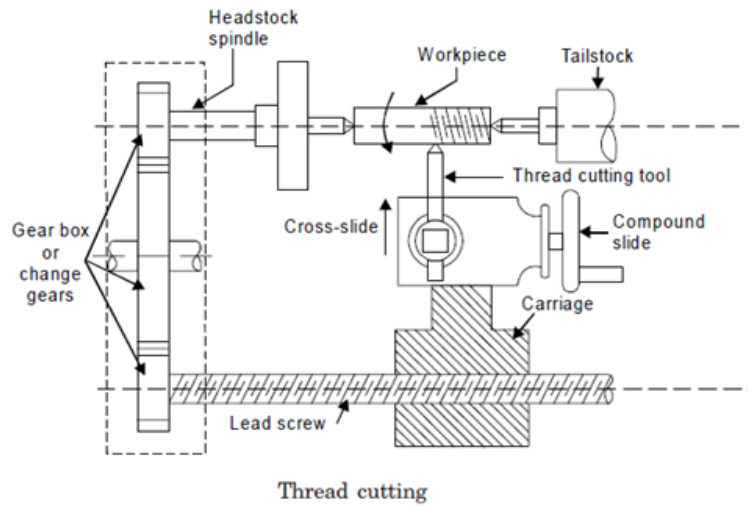 Headstock
spindle
Workpiece
Tailstock
Thread cutting tool
Cross-slide
Compound
slide
Gear box
or
change
gears
Carriage
Lead screw
Thread cutting